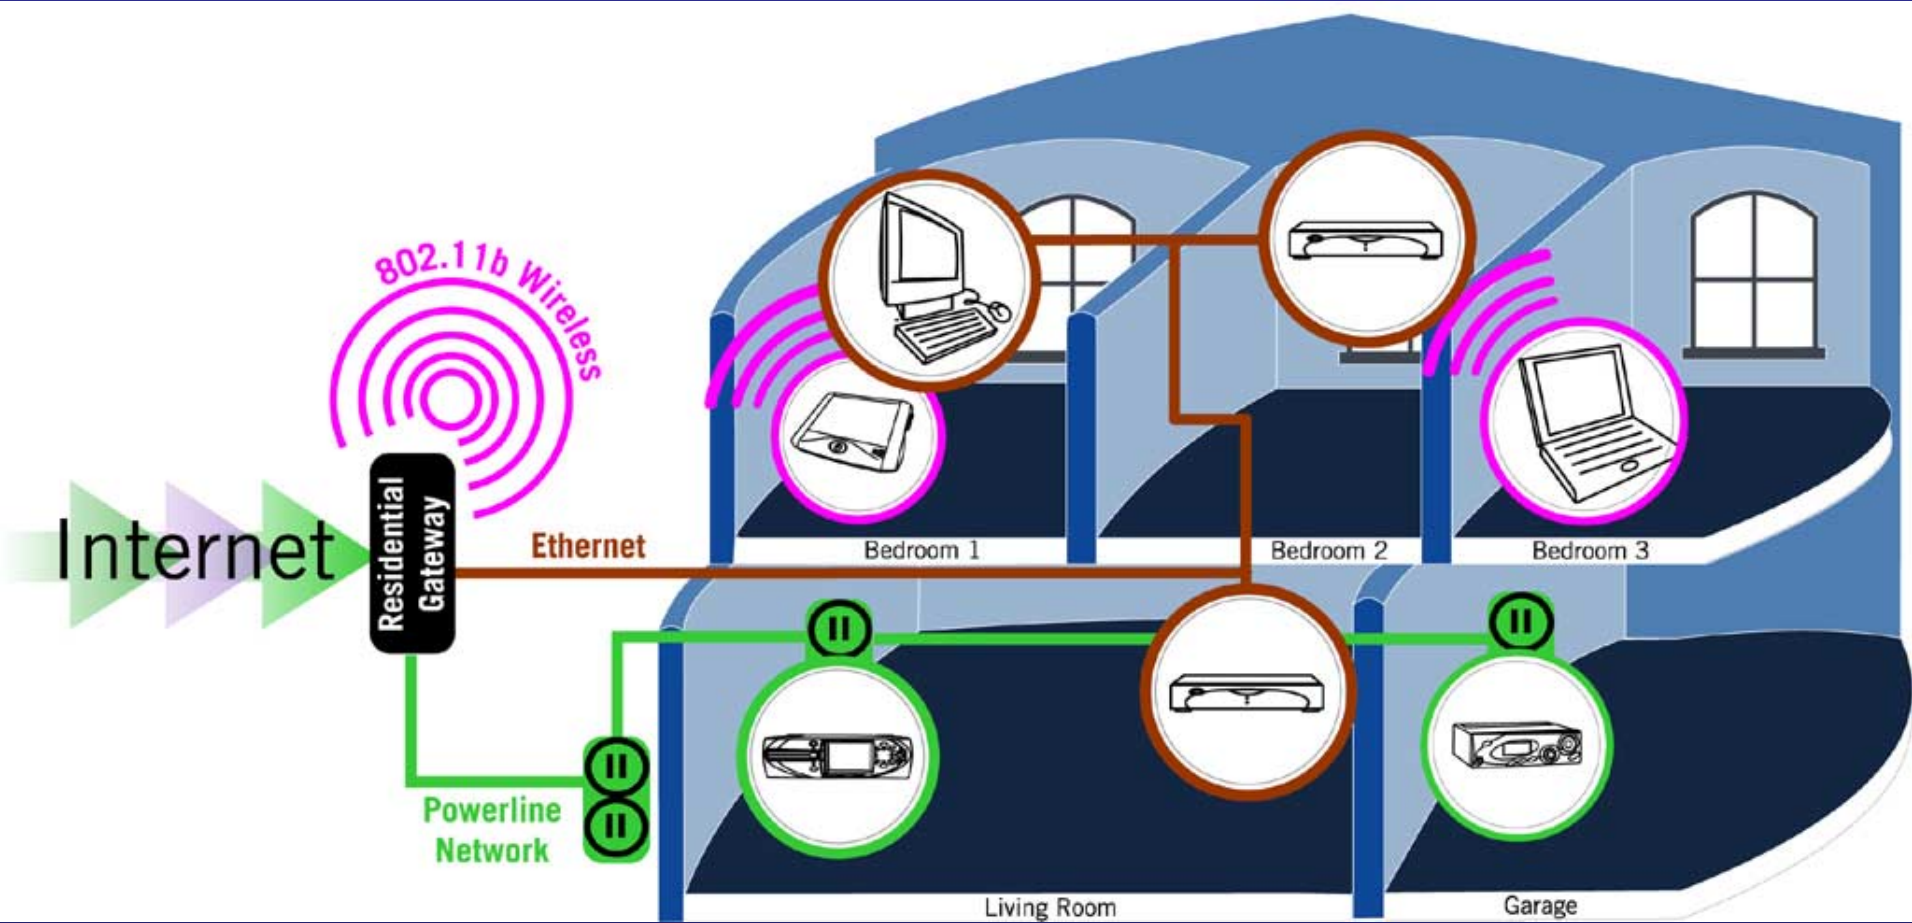 802.11b Wireless
Internet
Residential
Gateway
Ethernet
Bedroom 1
Bedroom 2
Bedroom 3
Powerline
Network
Living Room
Garage